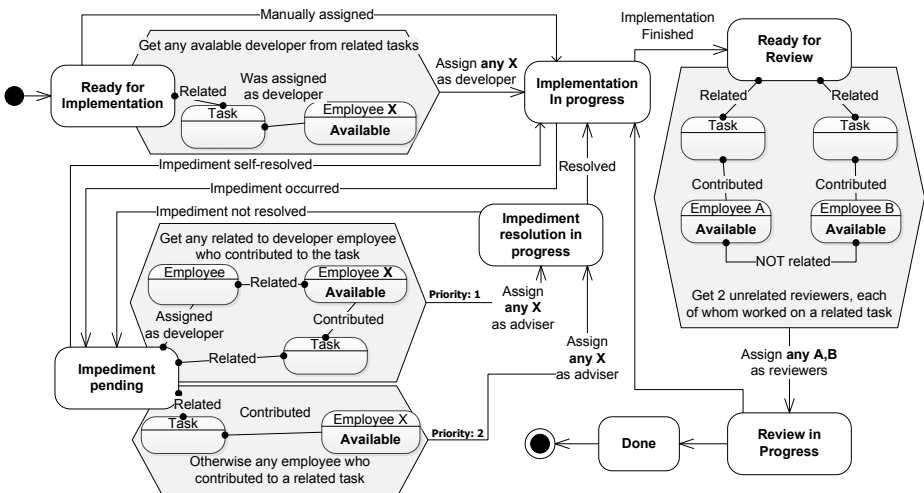 Manually assigned
Get any avalable developer from related tasks
Ready for
Implementation
Related
Was assigned
as developer
Task
Employee X
Available
Assign any X
as developer
Implementation
In progress
Implementation
Finished
Ready for
Review
Related
Related
Task
Task
Contributed
Contributed
Employee A
Available
Employee B
Available
NOT related
Get 2 unrelated reviewers, each
of whom worked on a related task
Impediment self-resolved
Resolved
Impediment occurred
Impediment not resolved
Impediment
resolution in
progress
Get any related to developer employee
who contributed to the task
Employee
Related
Employee X
Available
Priority: 1
Assign
any X
as adviser
Assigned
as developer
Contributed
Related
Task
Assign
any X
as adviser
Impediment
pending
Assign any A,B
as reviewers
Related
Task
Contributed
Employee X
Available
Priority: 2
Otherwise any employee who
contributed to a related task
Done
Review in
Progress